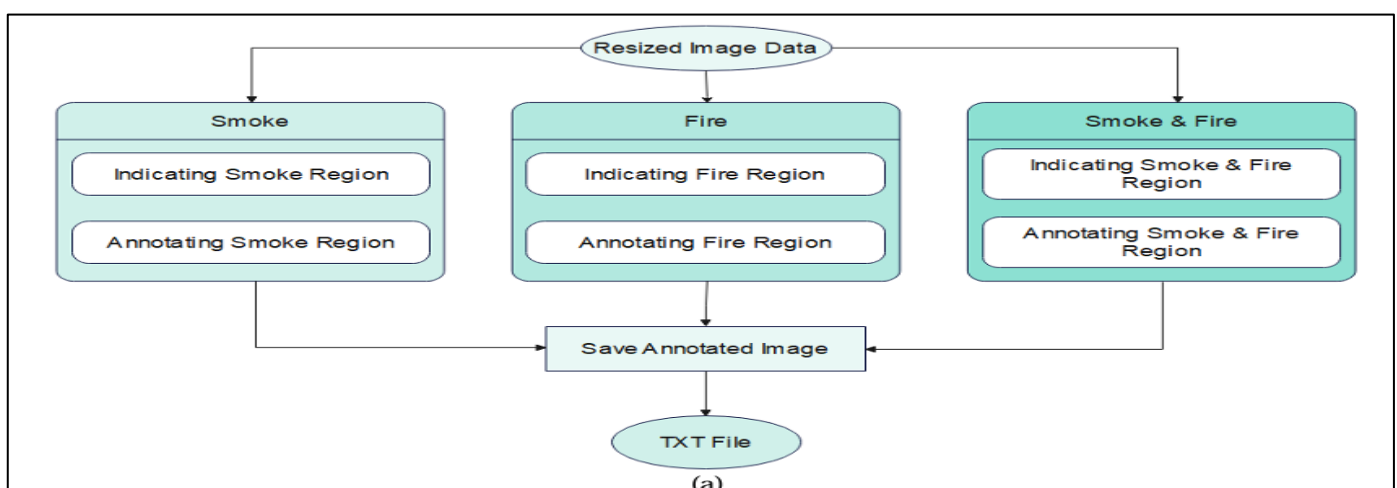 Resized Image Data
Smoke
Indicating Smoke Region
Annotating Smoke Region
Fire
Indicating Fire Region
Annotating Fire Region
Smoke & Fire
Indicating Smoke & Fire
Region
Annotating Smoke & Fire
Region
Save Annotated Image
TXT File
(a)